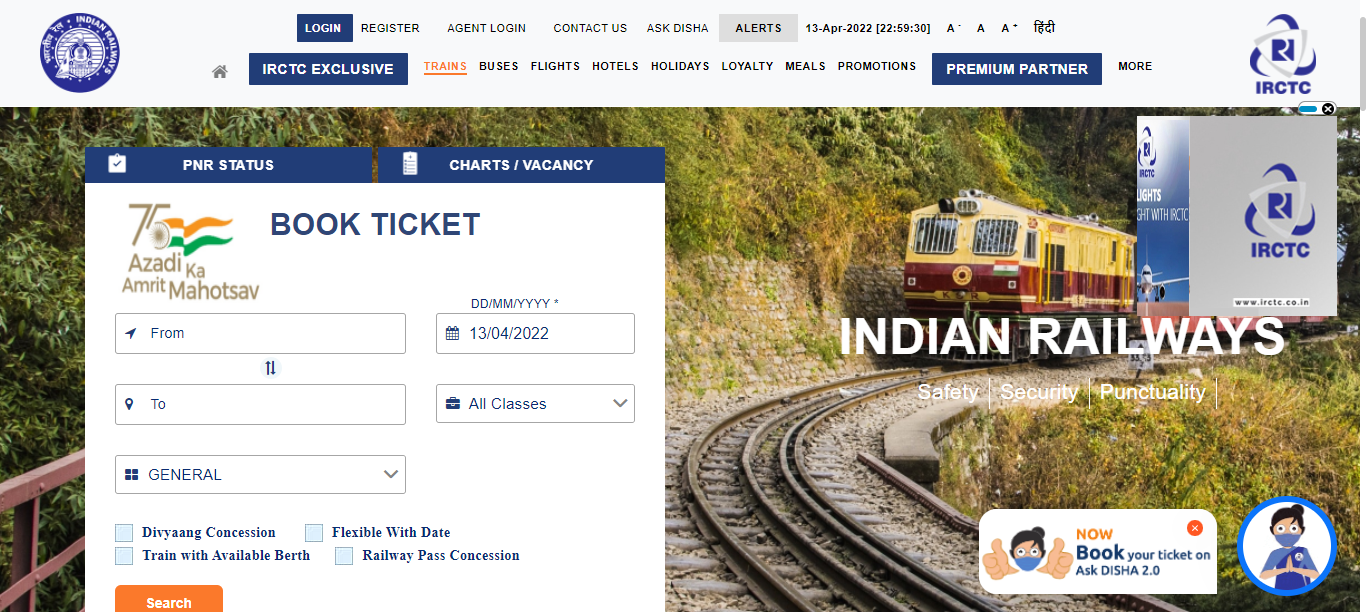 LOGIN REGISTER AGENT LOGIN CONTACT US ASK DISHA ALERTS 13-Apr-2022 [22:59:30] A- A A+ हिंदी
भारतीय रेल INDIAN RAILWAYS
IRCTC EXCLUSIVE TRAINS BUSES FLIGHTS HOTELS HOLIDAYS LOYALTY MEALS PROMOTIONS PREMIUM PARTNER MORE
IRCTC
PNR STATUS CHARTS / VACANCY
75
Azadi Ka
Amrit Mahotsav
BOOK TICKET
DD/MM/YYYY *
From 13/04/2022
To All Classes
GENERAL
Divyaang Concession Flexible With Date
Train with Available Berth Railway Pass Concession
Search
IRCTC
LIGHTS
GHT WITH IRCTC
IRCTC
www.irctc.co.in
INDIAN RAILWAYS
Safety Security Punctuality
NOW
Book your ticket on
Ask DISHA 2.0